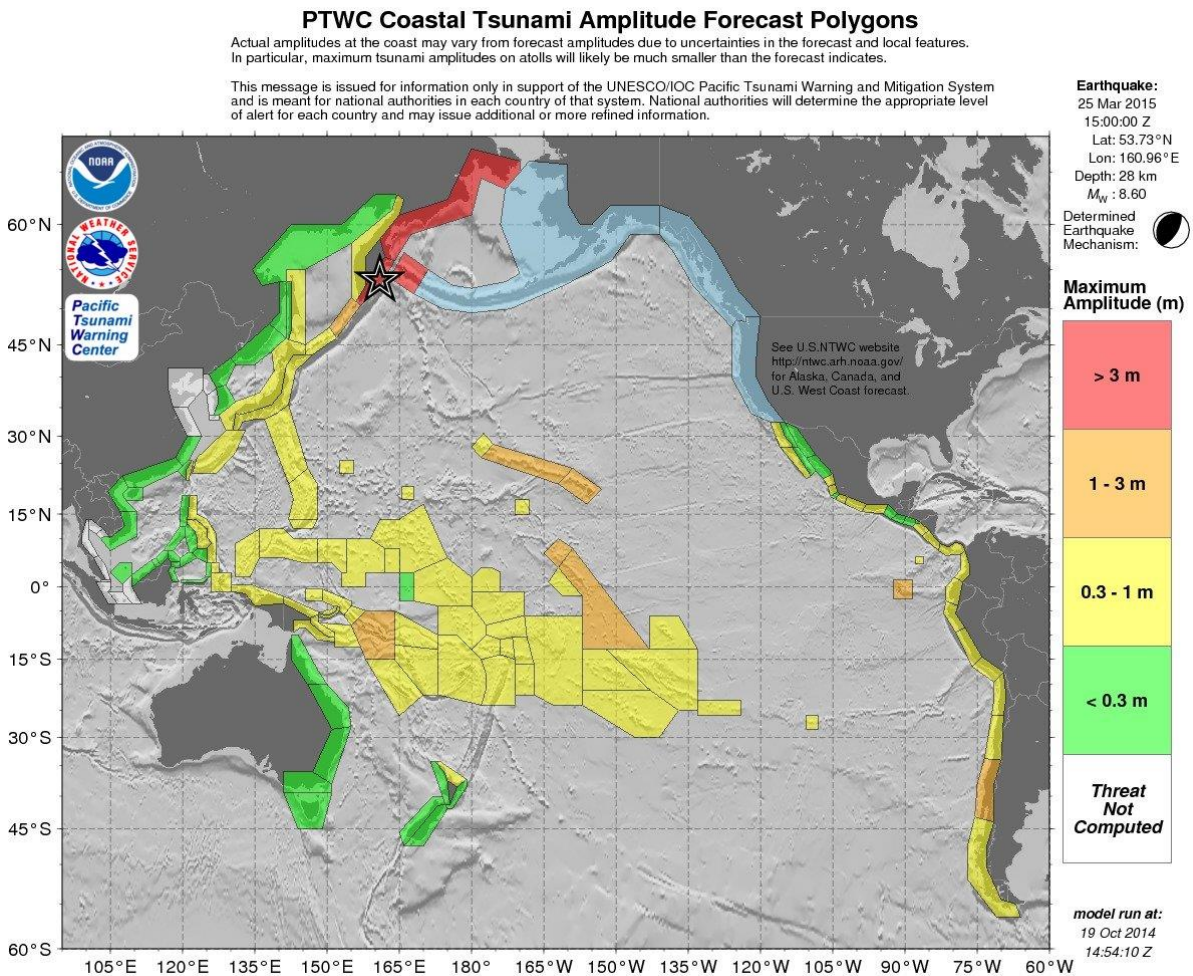 PTWC Coastal Tsunami Amplitude Forecast Polygons
Actual amplitudes at the coast may vary from forecast amplitudes due to uncertainties in the forecast and local features.
In particular, maximum tsunami amplitudes on atolls will likely be much smaller than the forecast indicates.
This message is issued for information only in support of the UNESCO/IOC Pacific Tsunami Warning and Mitigation System
and is meant for national authorities in each country of that system. National authorities will determine the appropriate level
of alert for each country and may issue additional or more refined information.
Earthquake:
25 Mar 2015
15:00:00 Z
Lat: 53.73°N
Lon: 160.96°E
Depth: 28 km
MW : 8.60
Determined
Earthquake
Mechanism:
NOAA
NATIONAL WEATHER SERVICE
Pacific
Tsunami
Warning
Center
See U.S.NTWC website
http://ntwc.arh.noaa.gov/
for Alaska, Canada, and
U.S. West Coast forecast.
Maximum
Amplitude (m)
> 3 m
1 - 3 m
0.3 - 1 m
< 0.3 m
Threat
Not
Computed
model run at:
19 Oct 2014
14:54:10 Z
60°N
45°N
30°N
15°N
0°
15°S
30°S
45°S
60°S
105°E 120°E 135°E 150°E 165°E 180°W 165°W 150°W 135°W 120°W 105°W 90°W 75°W 60°W